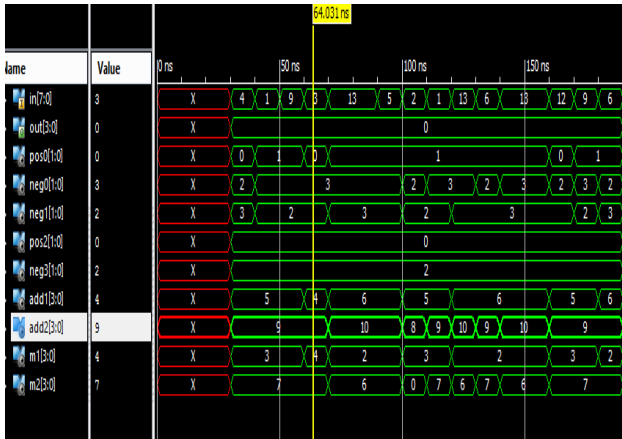 64.031 ns
Name Value 0 ns 50 ns 100 ns 150 ns
in[7:0] 3 X 4 1 9 3 13 5 2 1 13 6 13 12 9 6
out[3:0] 0 X 0
pos0[1:0] 0 X 0 1 0 1 0 1
neg0[1:0] 3 X 2 3 2 3 2 3 2 3 2
neg1[1:0] 2 X 3 2 3 2 3 2 3
pos2[1:0] 0 X 0
neg3[1:0] 2 X 2
add1[3:0] 4 X 5 4 6 5 6 5 6
add2[3:0] 9 X 9 10 8 9 10 9 10 9
m1[3:0] 4 X 3 4 2 3 2 3 2
m2[3:0] 7 X 7 6 0 7 6 7 6 7